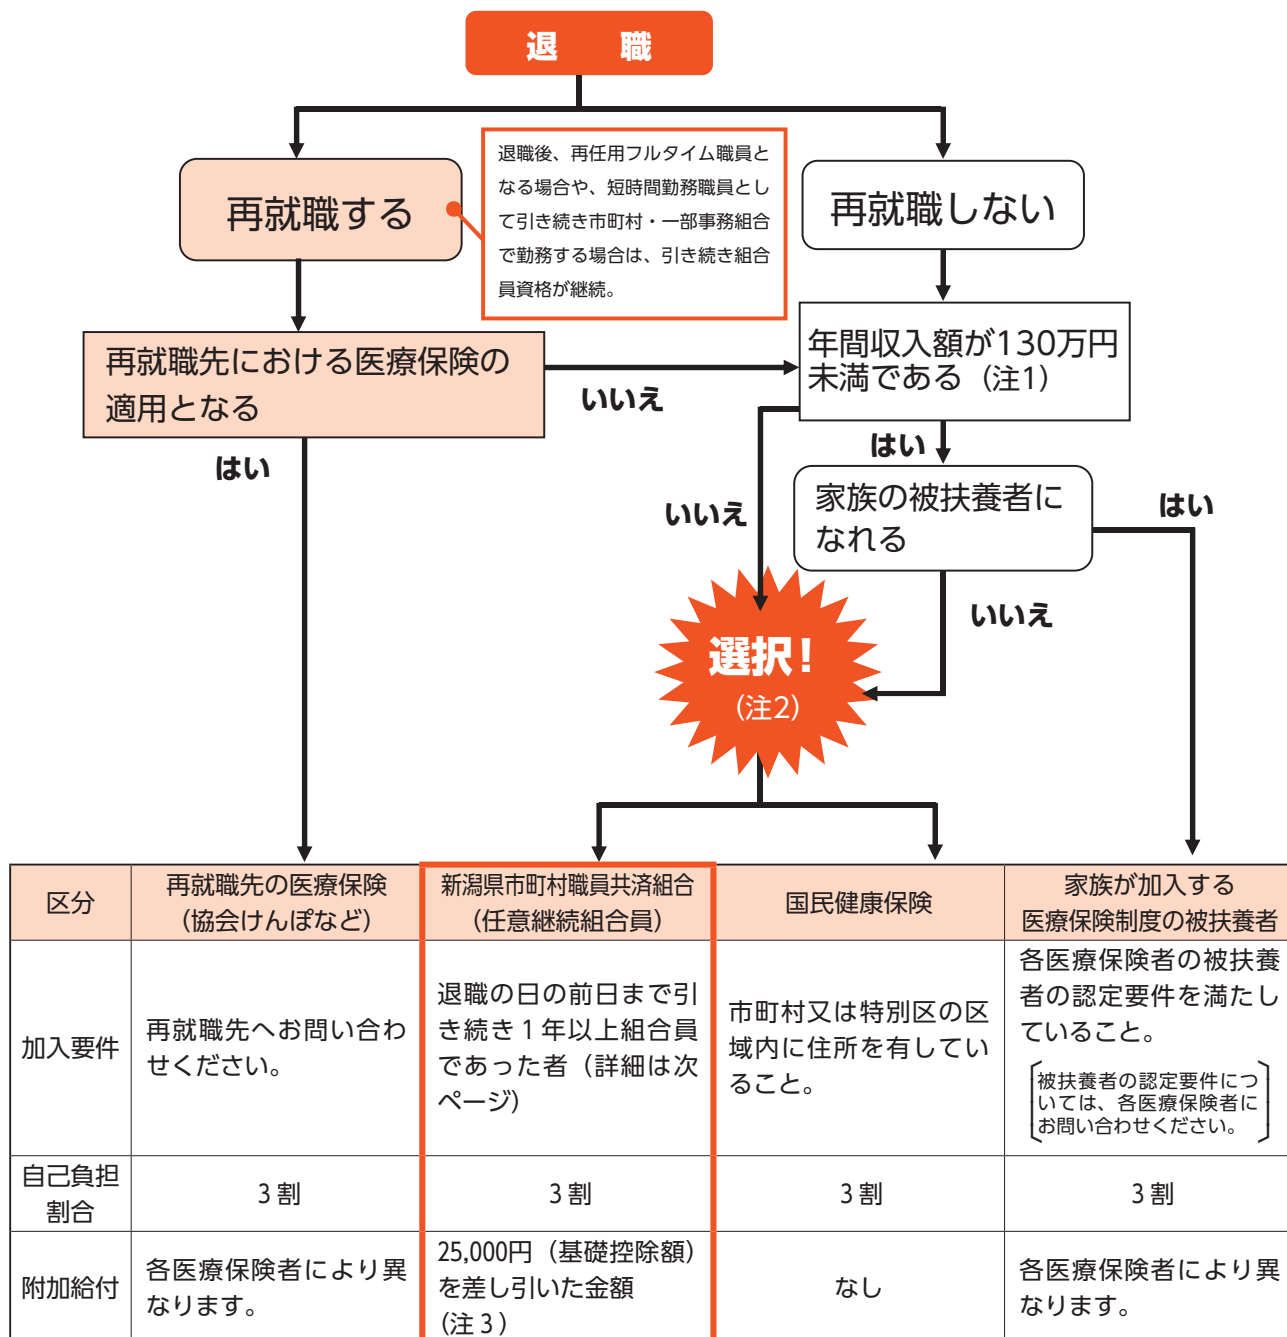 退　職
再就職する
退職後、再任用フルタイム職員と
なる場合や、短時間勤務職員とし
て引き続き市町村・一部事務組合
で勤務する場合は、引き続き組合
員資格が継続。
再就職しない
再就職先における医療保険の
適用となる
いいえ
年間収入額が130万円
未満である（注1）
はい
はい
いいえ
家族の被扶養者に
なれる
はい
いいえ
選択！
（注2）
区分
再就職先の医療保険
（協会けんぽなど）
新潟県市町村職員共済組合
（任意継続組合員）
国民健康保険
家族が加入する
医療保険制度の被扶養者
加入要件
再就職先へお問い合わ
せください。
退職の日の前日まで引
き続き１年以上組合員
であった者（詳細は次
ページ）
市町村又は特別区の区
域内に住所を有してい
ること。
各医療保険者の被扶養
者の認定要件を満たし
ていること。
被扶養者の認定要件につ
いては、各医療保険者に
お問い合わせください。
自己負担
割合
３割
３割
３割
３割
附加給付
各医療保険者により異
なります。
25,000円（基礎控除額）
を差し引いた金額
（注３）
なし
各医療保険者により異
なります。